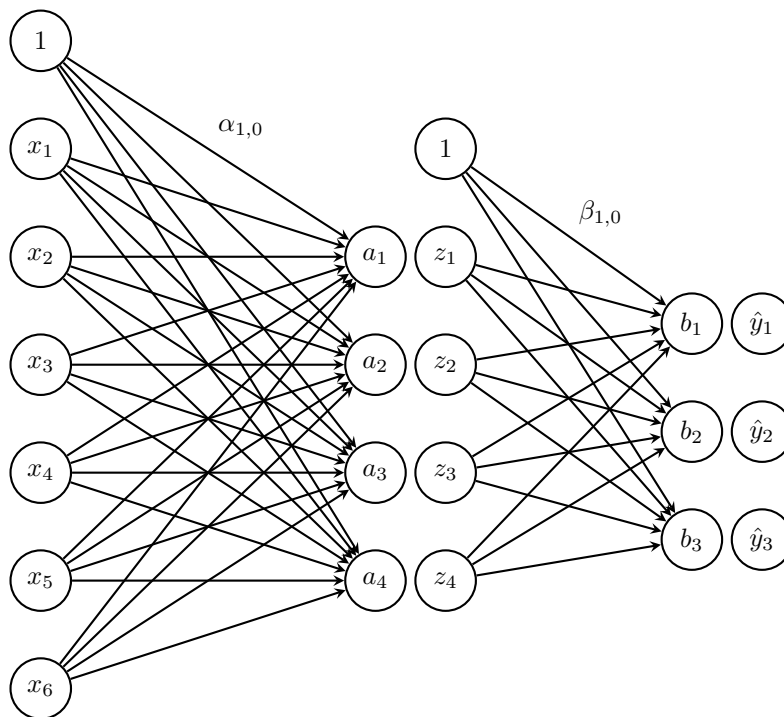 1
x₁
x₂
x₃
x₄
x₅
x₆
α₁,₀
a₁
a₂
a₃
a₄
1
z₁
z₂
z₃
z₄
β₁,₀
b₁
b₂
b₃
ŷ₁
ŷ₂
ŷ₃